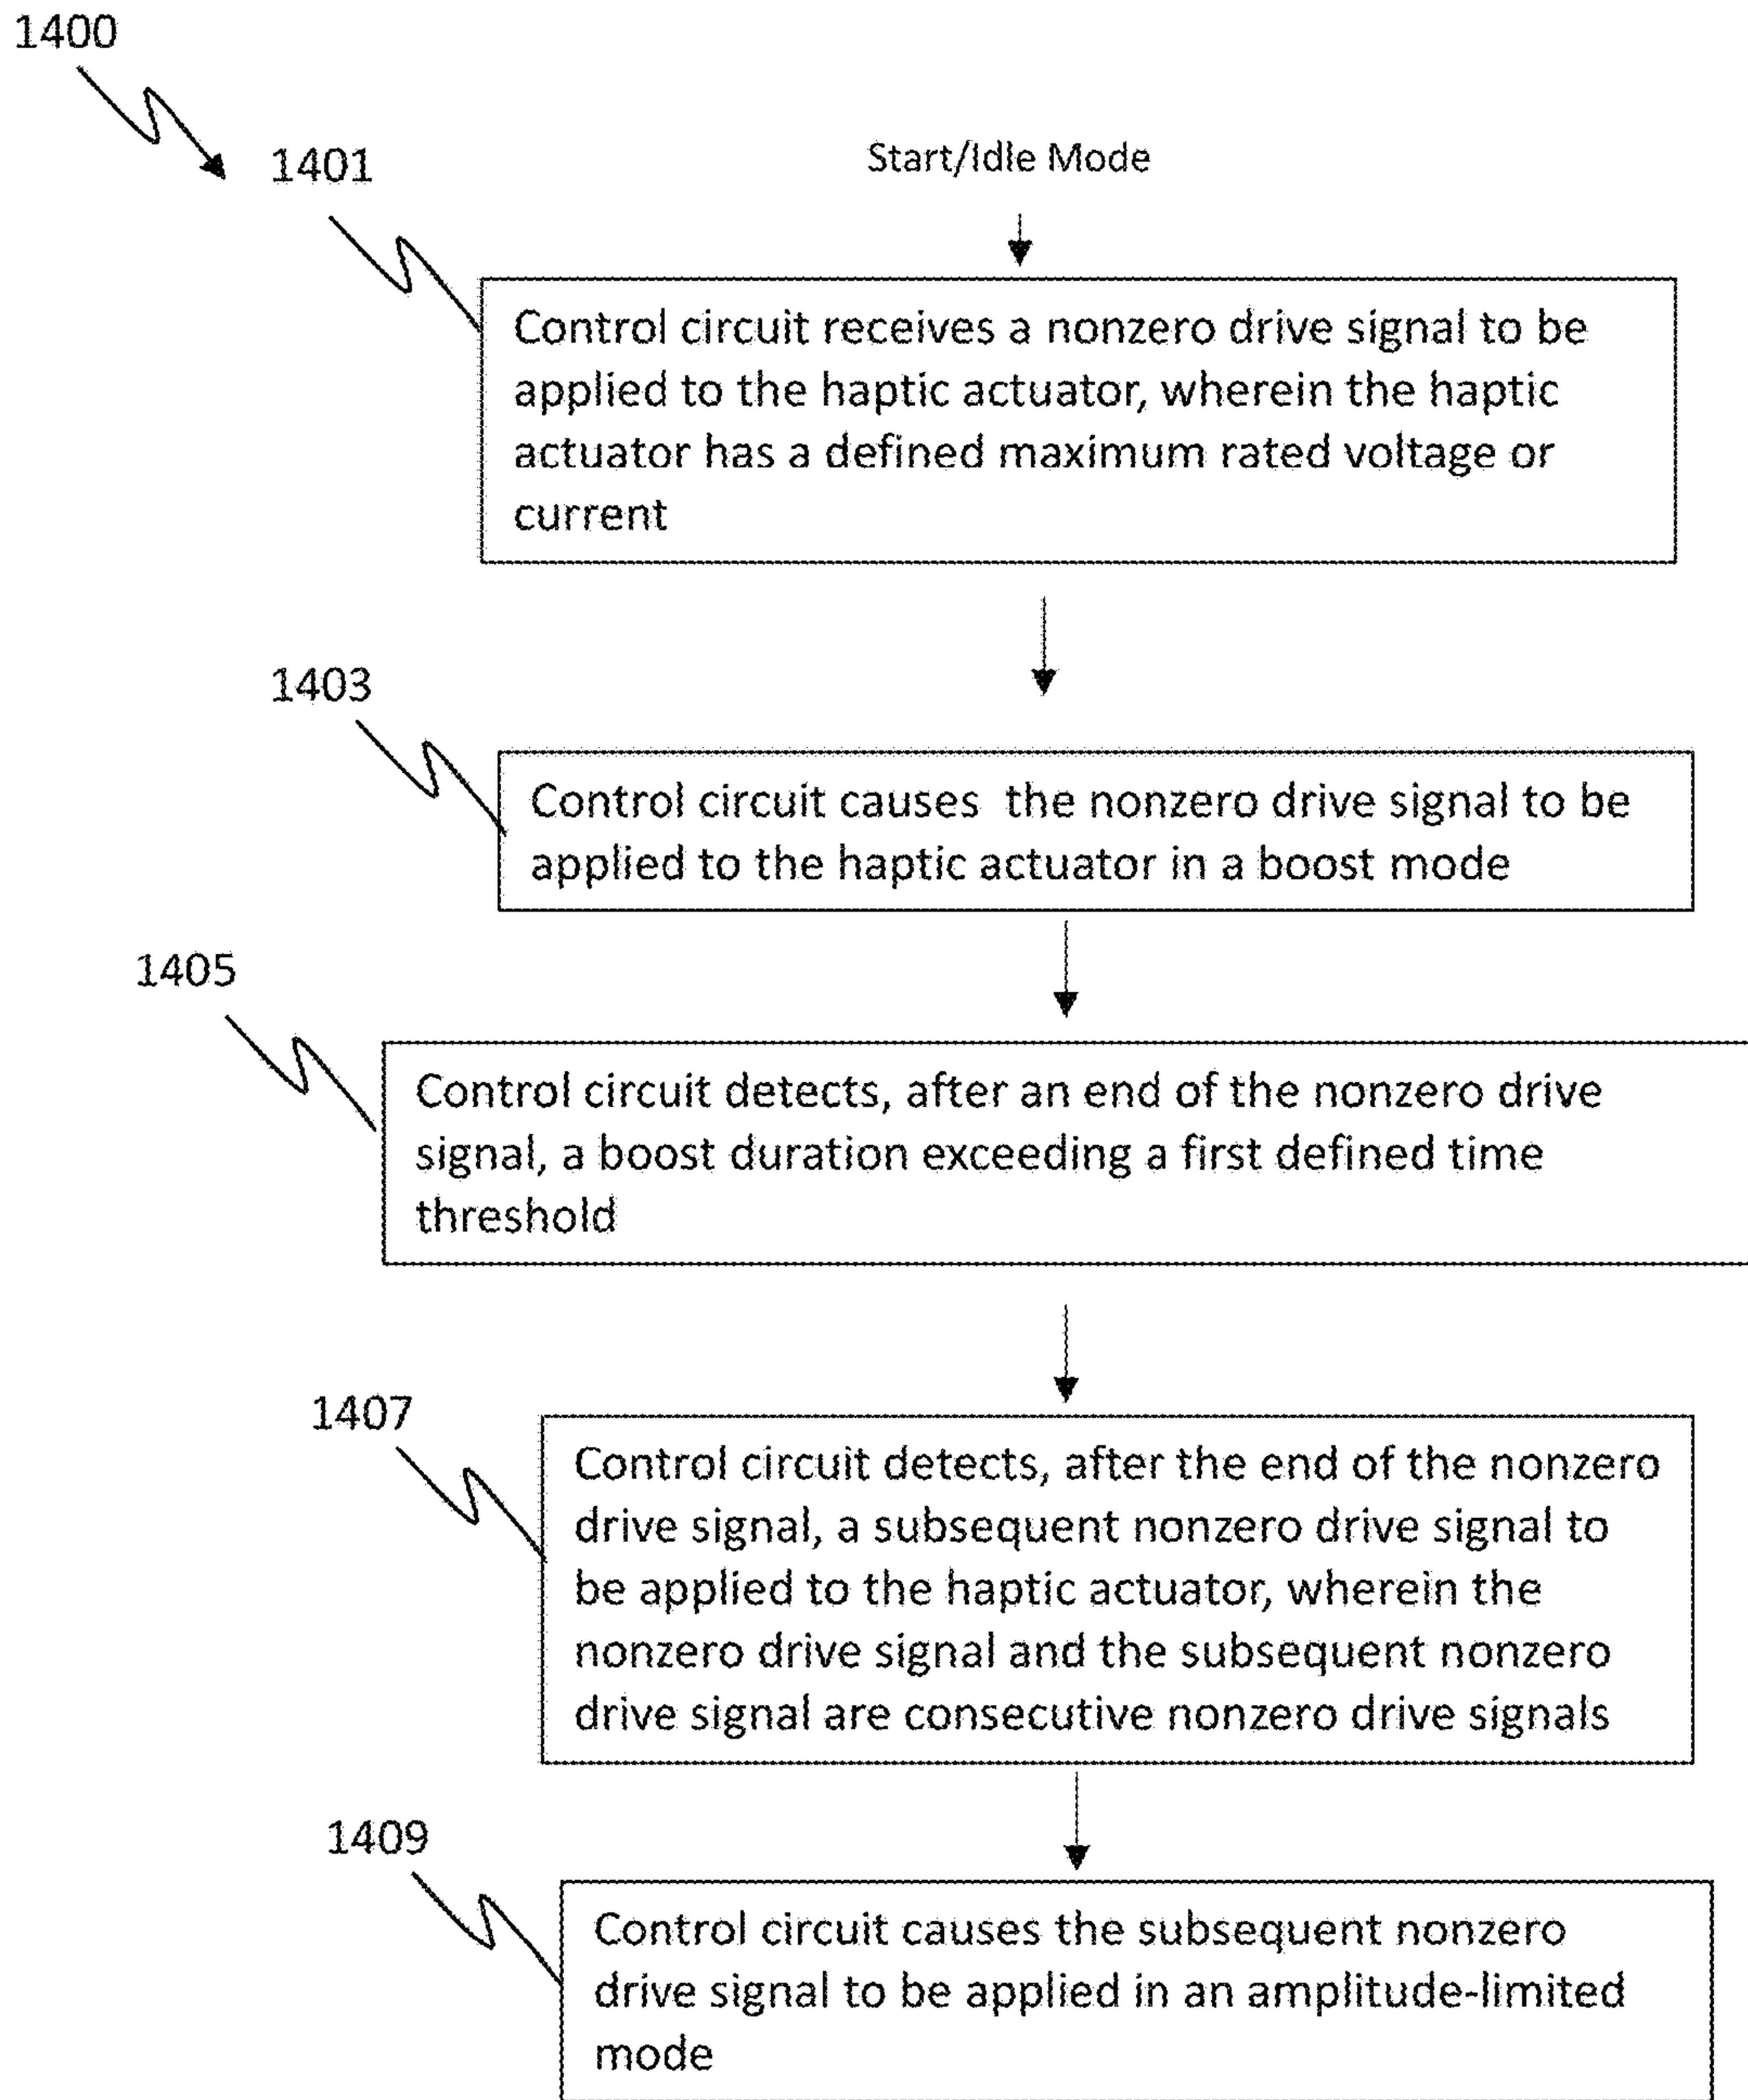 1400
1401
Start/Idle Mode
Control circuit receives a nonzero drive signal to be
applied to the haptic actuator, wherein the haptic
actuator has a defined maximum rated voltage or
current
1403
Control circuit causes the nonzero drive signal to be
applied to the haptic actuator in a boost mode
1405
Control circuit detects, after an end of the nonzero drive
signal, a boost duration exceeding a first defined time
threshold
1407
Control circuit detects, after the end of the nonzero
drive signal, a subsequent nonzero drive signal to
be applied to the haptic actuator, wherein the
nonzero drive signal and the subsequent nonzero
drive signal are consecutive nonzero drive signals
1409
Control circuit causes the subsequent nonzero
drive signal to be applied in an amplitude-limited
mode